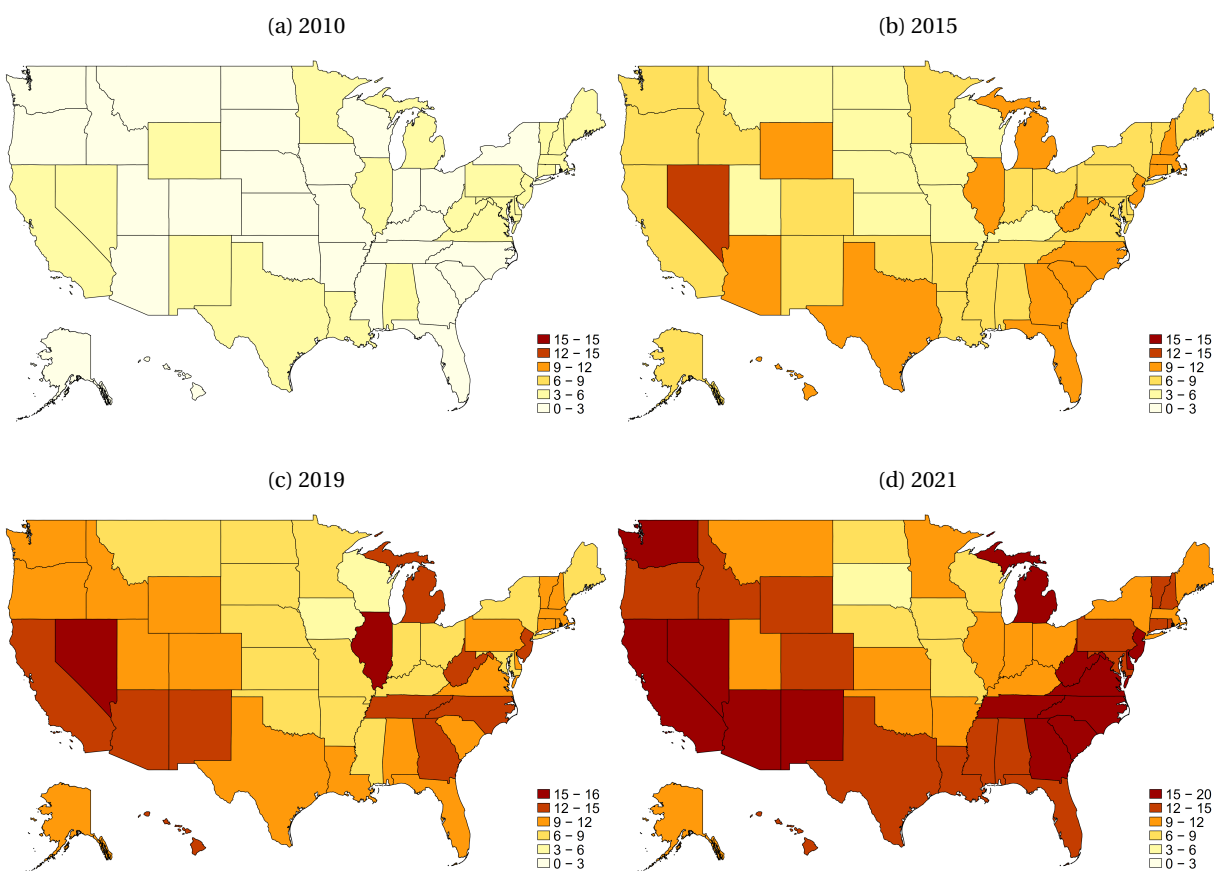 (a) 2010
(b) 2015
15 – 15
12 – 15
9 – 12
6 – 9
3 – 6
0 – 3
15 – 15
12 – 15
9 – 12
6 – 9
3 – 6
0 – 3
(c) 2019
(d) 2021
15 – 16
12 – 15
9 – 12
6 – 9
3 – 6
0 – 3
15 – 20
12 – 15
9 – 12
6 – 9
3 – 6
0 – 3